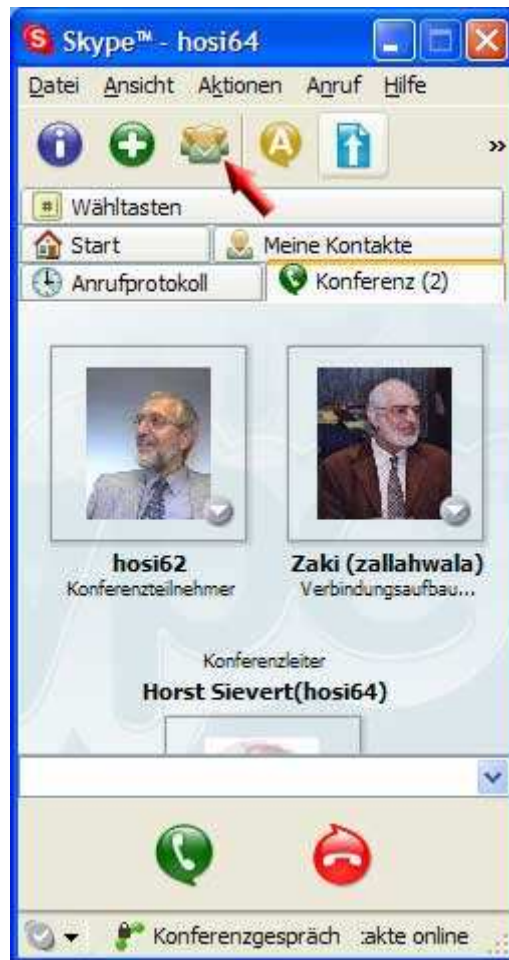 Skype™ - hosi64
Datei Ansicht Aktionen Anruf Hilfe
A »
# Wähltasten
Start Meine Kontakte
Anrufprotokoll Konferenz (2)
hosi62 Zaki (zallahwala)
Konferenzteilnehmer Verbindungsaufbau...
Konferenzleiter
Horst Sievert(hosi64)
Konferenzgespräch :akte online